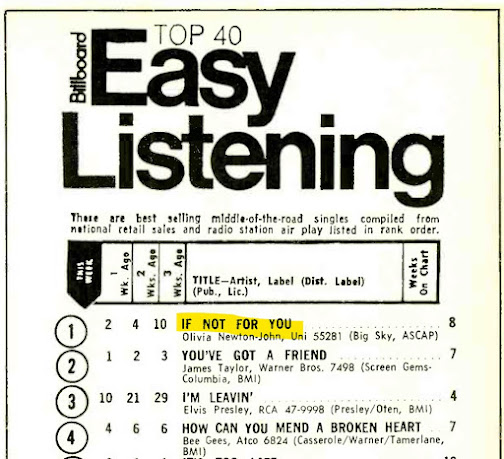 Billboard
TOP 40
Easy
Listening
These are best selling middle-of-the-road singles compiled from
national retail sales and radio station air play listed in rank order.
THIS WEEK
1 Wk. Ago
2 Wks. Ago
3 Wks. Ago
TITLE—Artist, Label (Dist. Label)
(Pub., Lic.)
Weeks On Chart
1 2 4 10 IF NOT FOR YOU 8
Olivia Newton-John, Uni 55281 (Big Sky, ASCAP)
2 1 2 3 YOU'VE GOT A FRIEND 7
James Taylor, Warner Bros. 7498 (Screen Gems-
Columbia, BMI)
3 10 21 29 I'M LEAVIN' 4
Elvis Presley, RCA 47-9998 (Presley/Oten, BMI)
4 4 6 6 HOW CAN YOU MEND A BROKEN HEART 7
Bee Gees, Atco 6824 (Casserole/Warner/Tamerlane,
BMI)